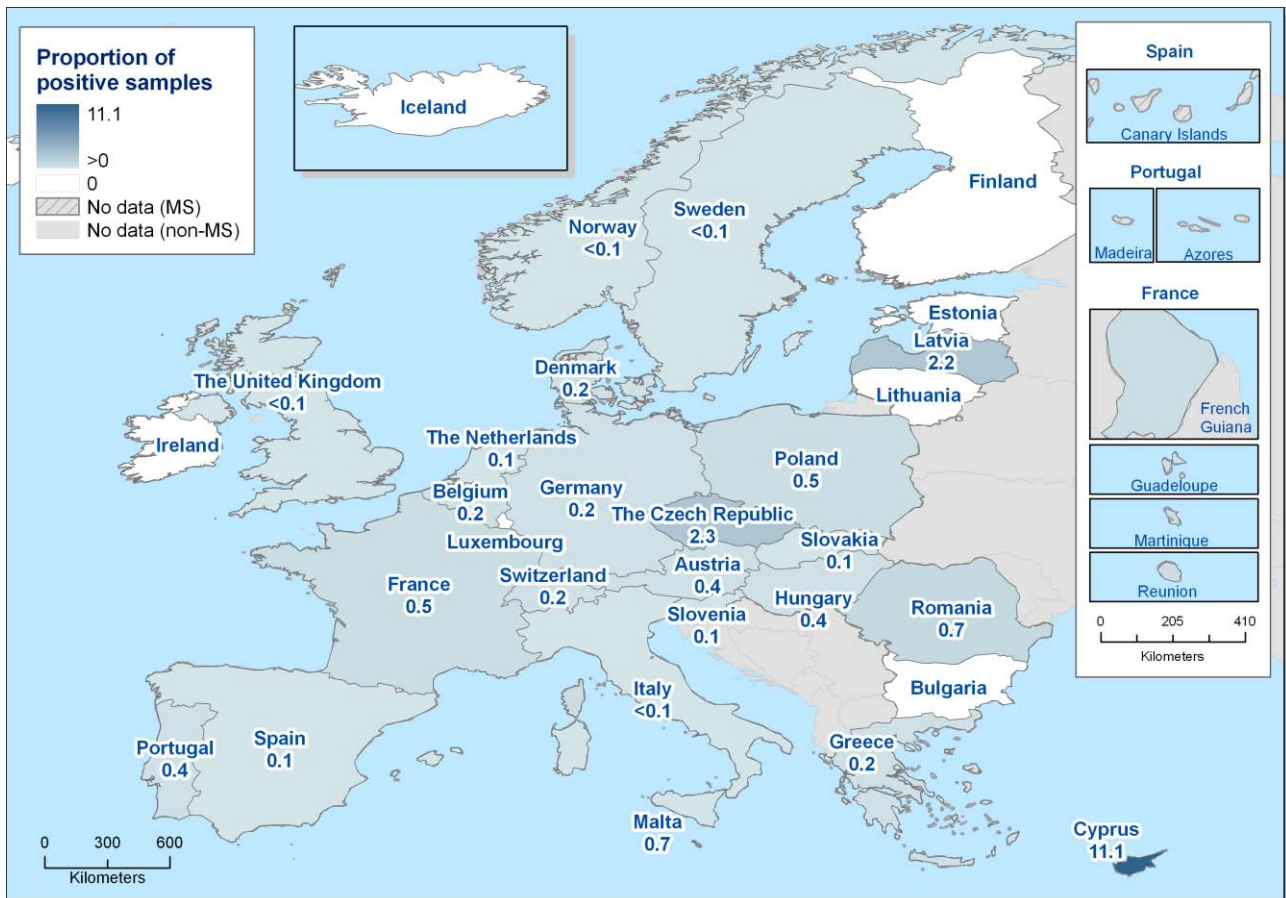 Proportion of
positive samples
11.1
>0
0
No data (MS)
No data (non-MS)
Iceland
Finland
Norway
<0.1
Sweden
<0.1
Estonia
Latvia
2.2
Lithuania
Denmark
0.2
The United Kingdom
<0.1
Ireland
The Netherlands
0.1
Belgium
0.2
Germany
0.2
Poland
0.5
The Czech Republic
2.3
Luxembourg
Slovakia
0.1
France
0.5
Switzerland
0.2
Austria
0.4
Slovenia
0.1
Hungary
0.4
Romania
0.7
Bulgaria
Italy
<0.1
Portugal
0.4
Spain
0.1
Greece
0.2
Malta
0.7
Cyprus
11.1
0 300 600
Kilometers
Spain
Canary Islands
Portugal
Madeira
Azores
France
French
Guiana
Guadeloupe
Martinique
Reunion
0 205 410
Kilometers